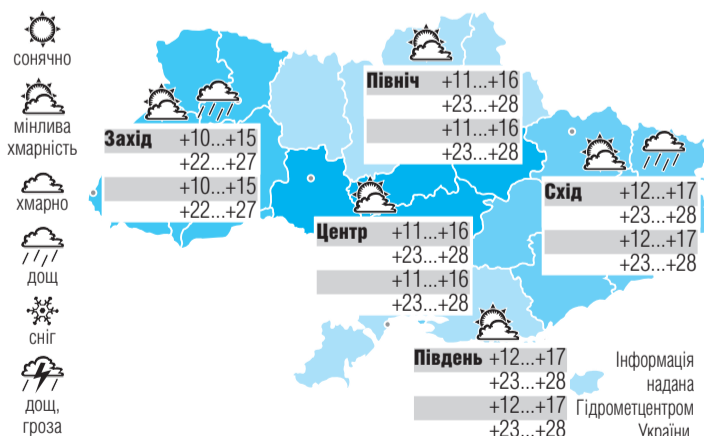 сонячно
мінлива
хмарність
хмарно
дощ
сніг
дощ,
гроза
Північ +11...+16
+23...+28
+11...+16
+23...+28
Захід +10...+15
+22...+27
+10...+15
+22...+27
Схід +12...+17
+23...+28
+12...+17
+23...+28
Центр +11...+16
+23...+28
+11...+16
+23...+28
Південь +12...+17
+23...+28
+12...+17
+23...+28
Інформація
надана
Гідрометцентром
України